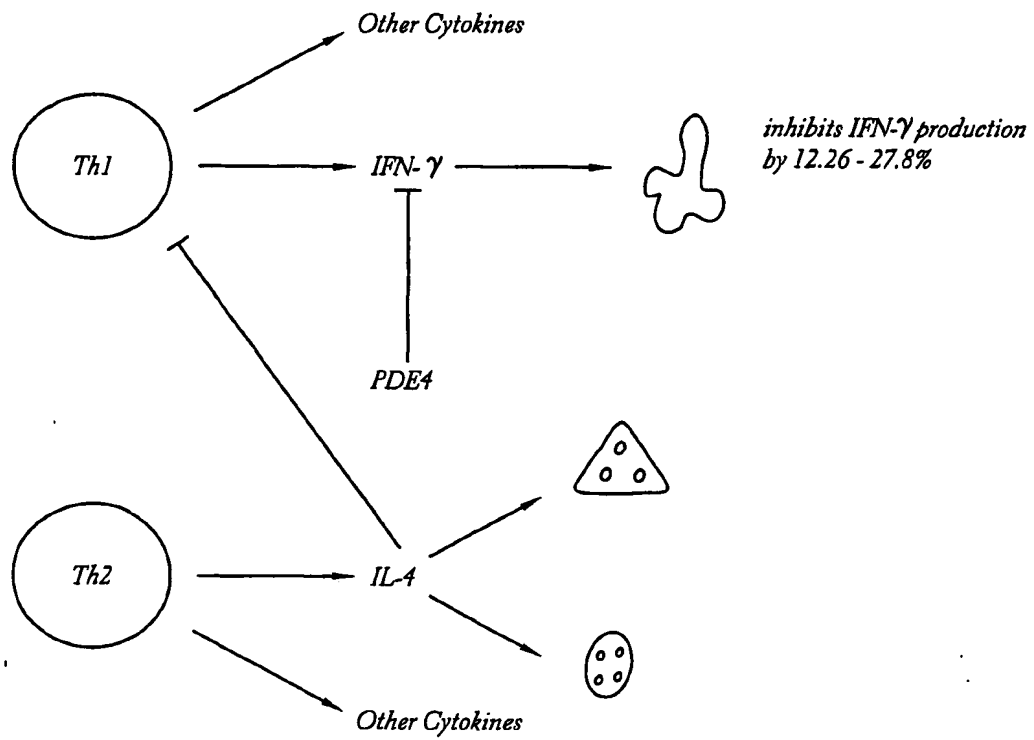 Other Cytokines
Th1
IFN-γ
inhibits IFN-γ production
by 12.26 - 27.8%
PDE4
Th2
IL-4
Other Cytokines